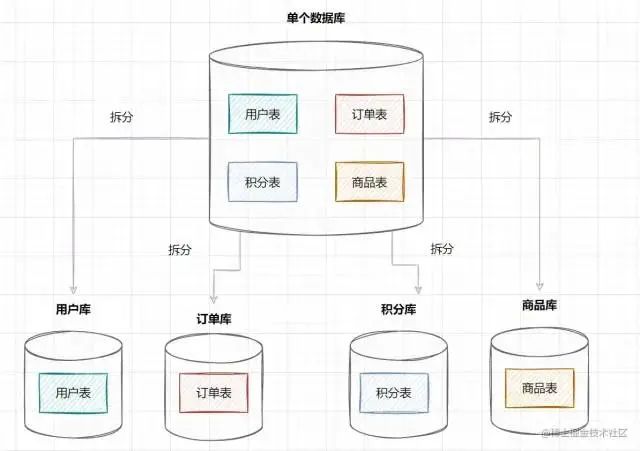 单个数据库
用户表
订单表
拆分
拆分
积分表
商品表
拆分
拆分
用户库
订单库
积分库
商品库
用户表
订单表
积分表
商品表
@稀土掘金技术社区